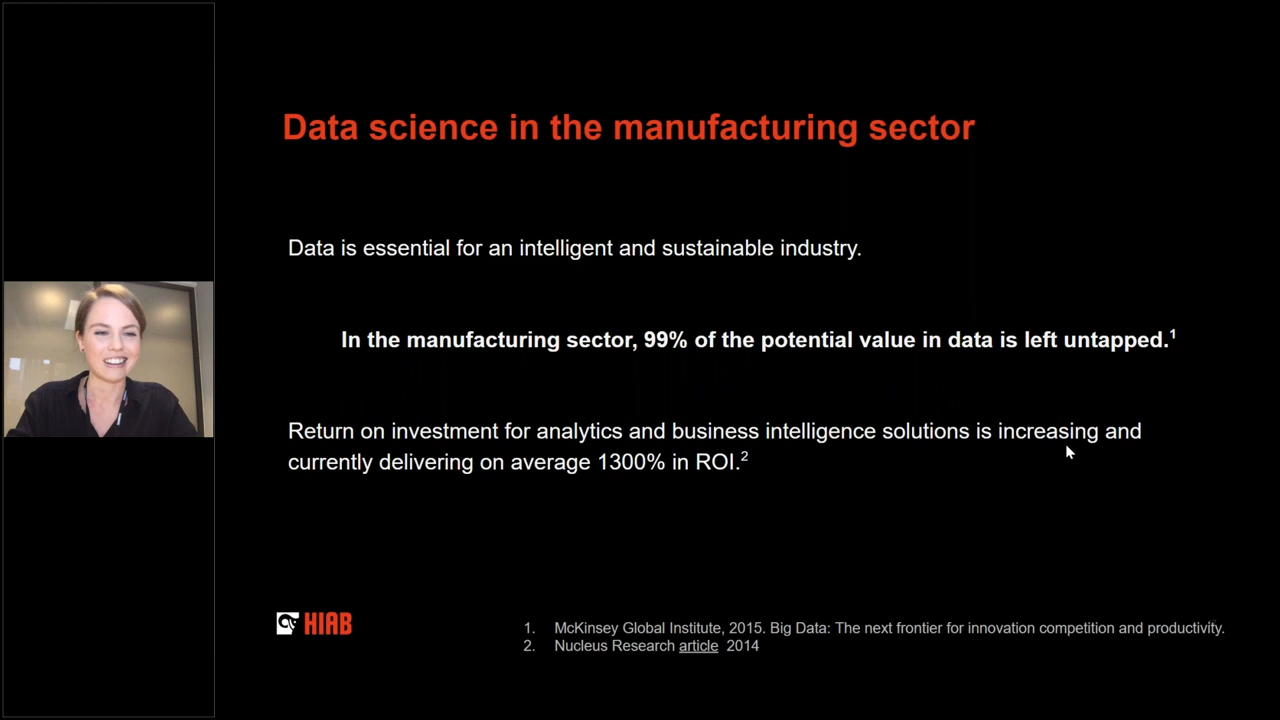 Data science in the manufacturing sector
Data is essential for an intelligent and sustainable industry.
In the manufacturing sector, 99% of the potential value in data is left untapped.1
Return on investment for analytics and business intelligence solutions is increasing and
currently delivering on average 1300% in ROI.2
HIAB
1. McKinsey Global Institute, 2015. Big Data: The next frontier for innovation competition and productivity.
2. Nucleus Research article 2014